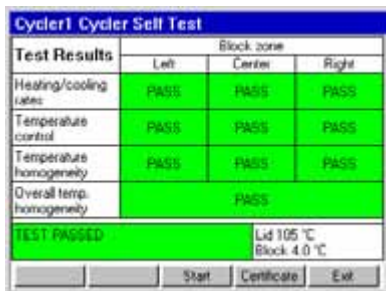 Cycler1 Cycler Self Test
Test Results
Block zone
Left Center Right
Heating/cooling
rates
PASS PASS PASS
Temperature
control
PASS PASS PASS
Temperature
homogeneity
PASS PASS PASS
Overall temp.
homogeneity
PASS
TEST PASSED
Lid 105 °C
Block 4.0 °C
Start Certificate Exit